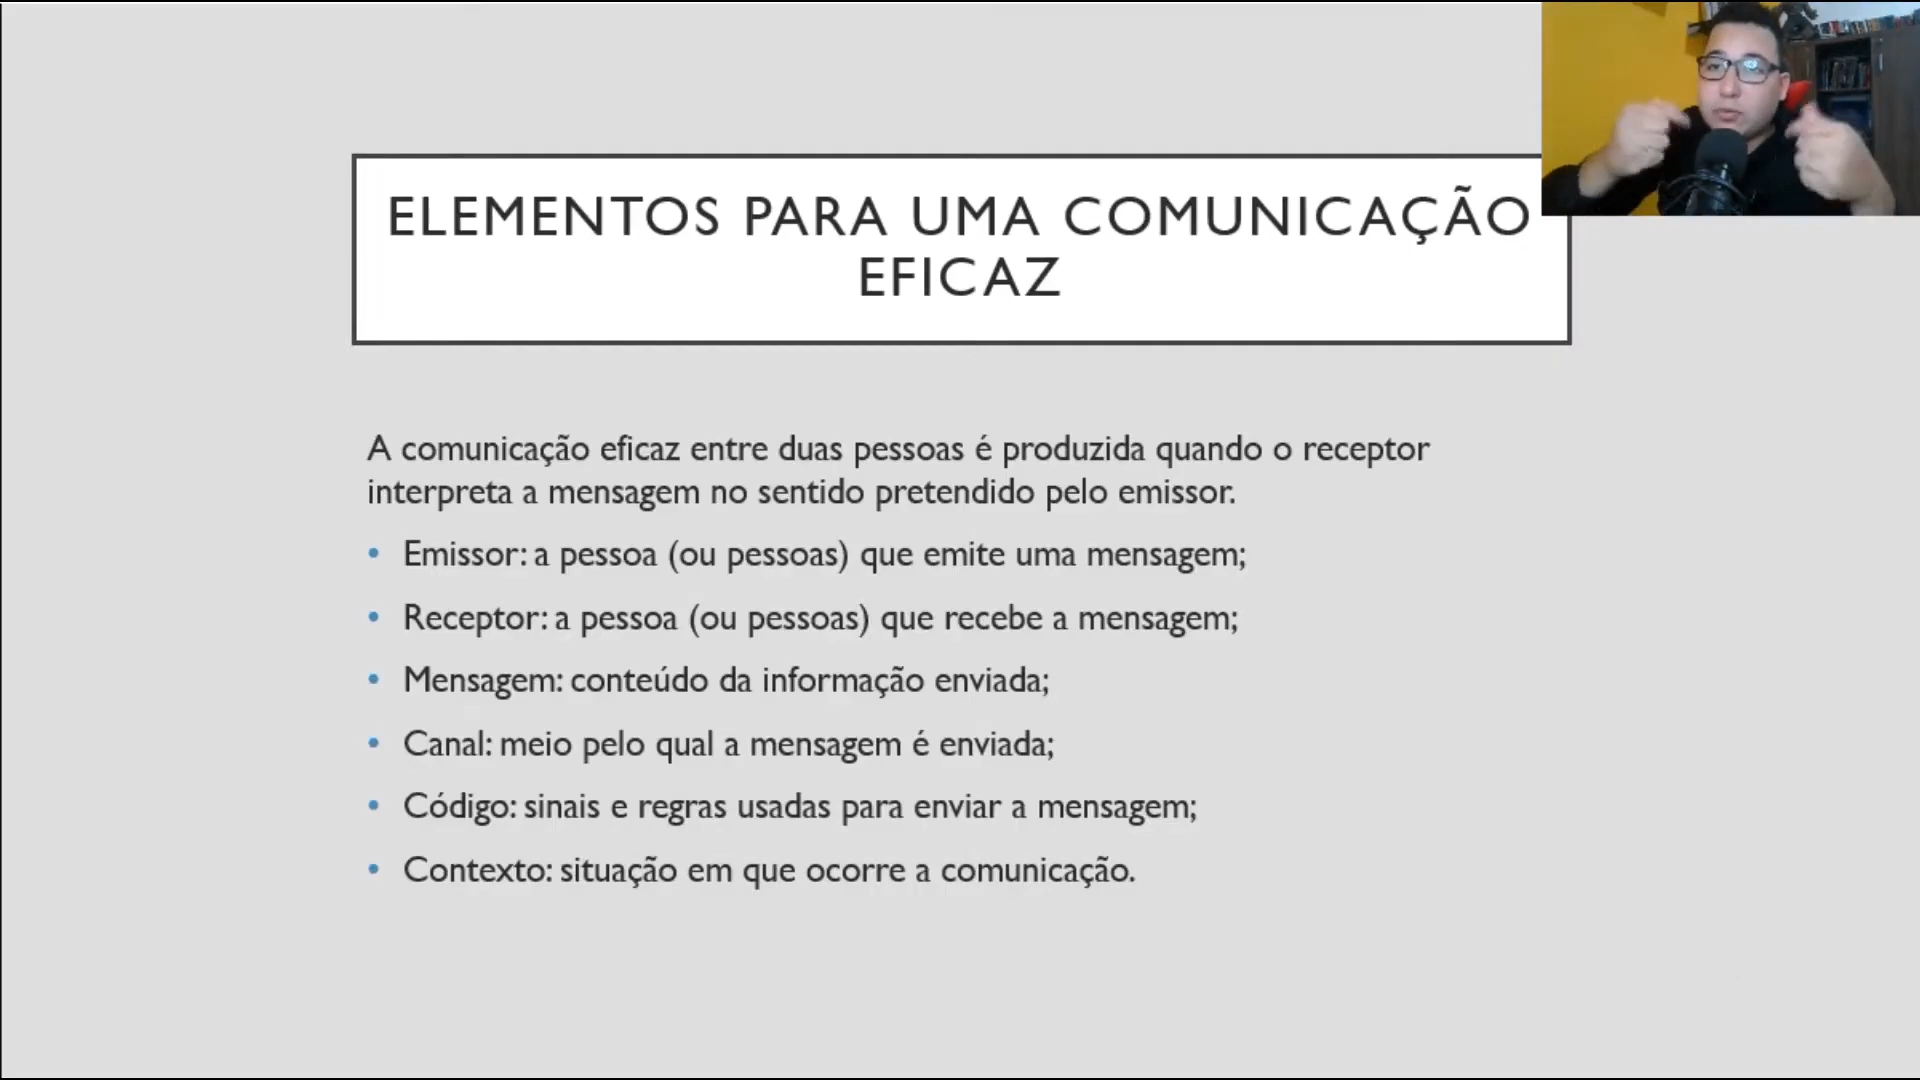 ELEMENTOS PARA UMA COMUNICAÇÃO
EFICAZ
A comunicação eficaz entre duas pessoas é produzida quando o receptor
interpreta a mensagem no sentido pretendido pelo emissor.
• Emissor: a pessoa (ou pessoas) que emite uma mensagem;
• Receptor: a pessoa (ou pessoas) que recebe a mensagem;
• Mensagem: conteúdo da informação enviada;
• Canal: meio pelo qual a mensagem é enviada;
• Código: sinais e regras usadas para enviar a mensagem;
• Contexto: situação em que ocorre a comunicação.